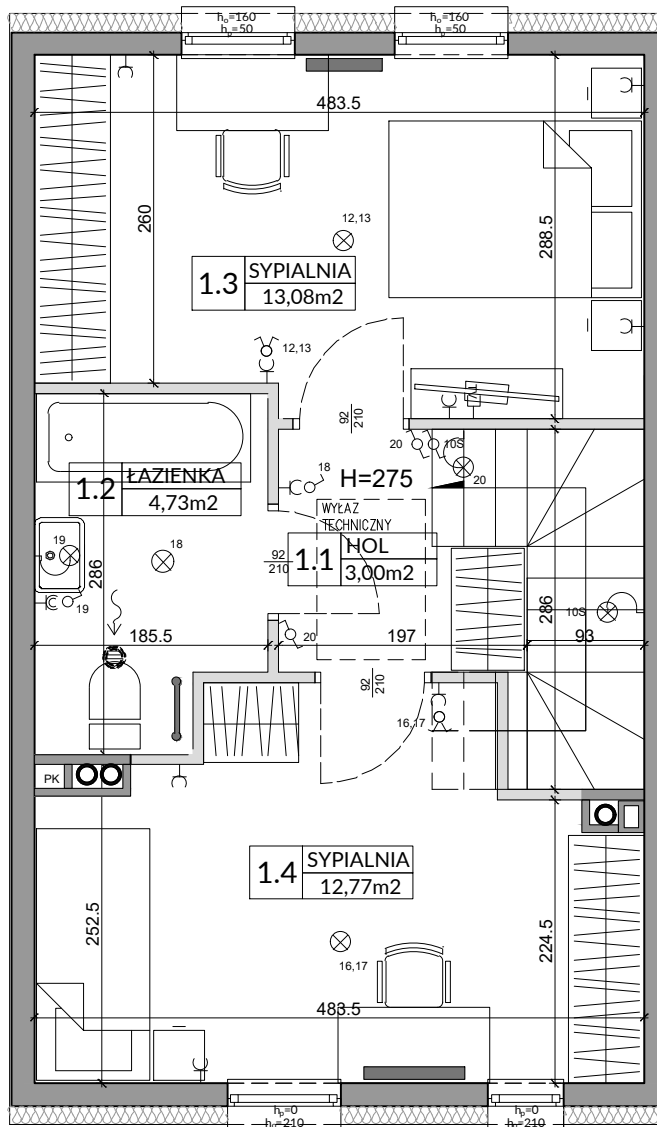 h₀=160
hₚ=50
h₀=160
hₚ=50
483.5
260
288.5
12,13
1.3 SYPIALNIA
13,08m2
12,13
92
210
20
10S
20
18
H=275
1.2 ŁAZIENKA
4,73m2
WYŁAZ
TECHNICZNY
1.1 HOL
3,00m2
19
18
92
210
286
286
10S
19
185.5
20
197
93
92
210
16,17
PK
1.4 SYPIALNIA
12,77m2
252.5
224.5
16,17
483.5
hₚ=0
h₀=210
hₚ=0
h₀=210